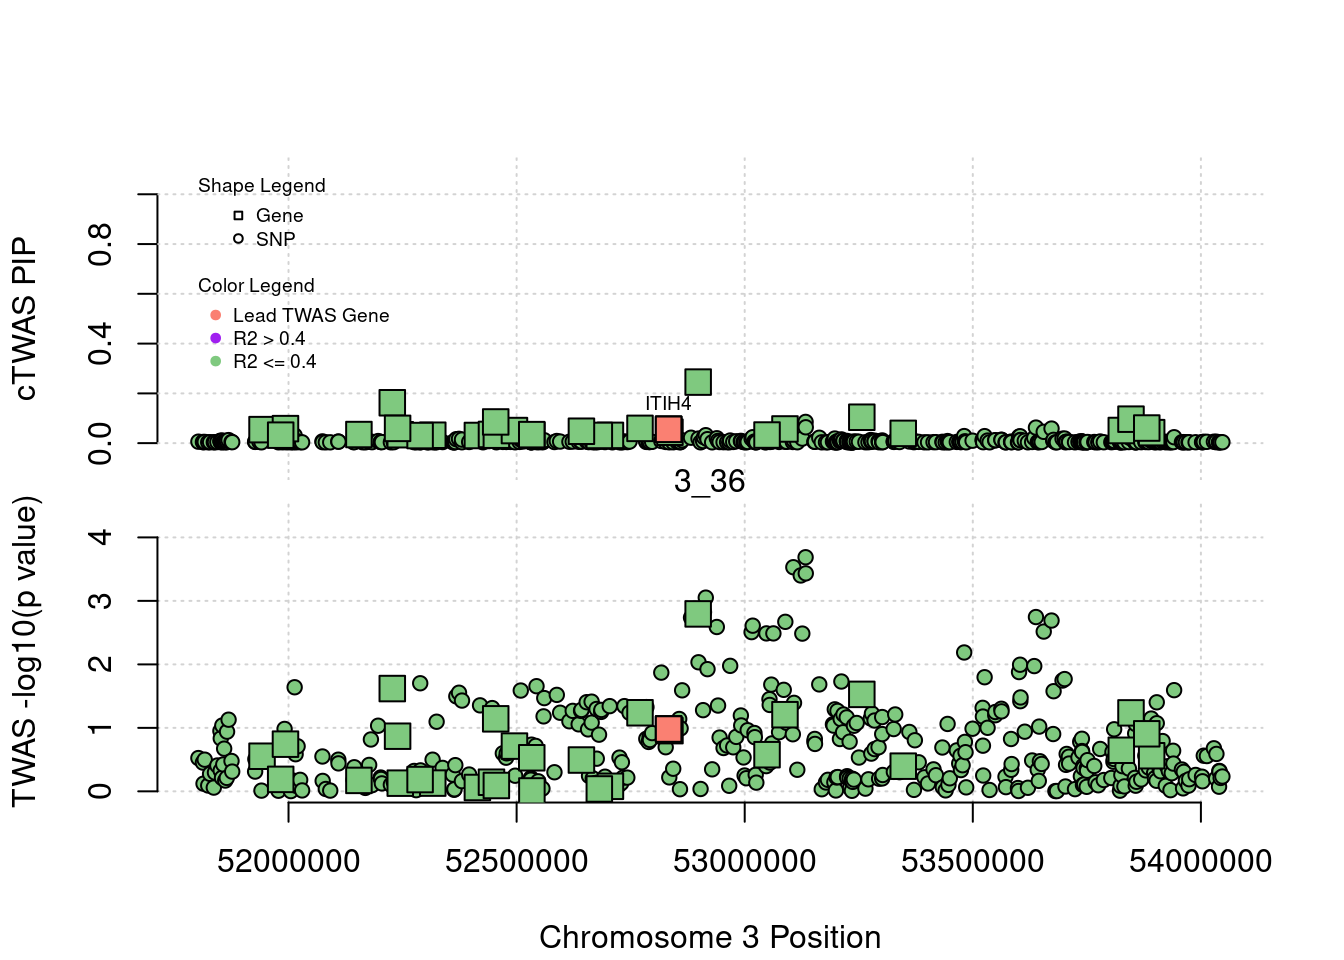 Shape Legend
Gene
SNP
Color Legend
Lead TWAS Gene
R2 > 0.4
R2 <= 0.4
cTWAS PIP
0.8
0.4
0.0
ITIH4
3_36
TWAS -log10(p value)
4
3
2
1
0
52000000 52500000 53000000 53500000 54000000
Chromosome 3 Position